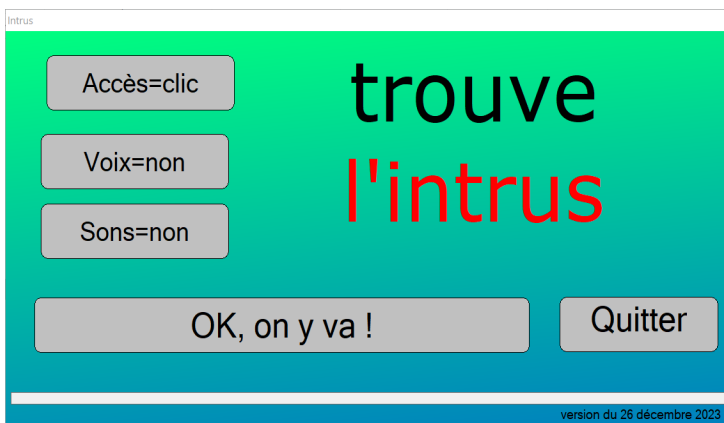 Intrus
Accès=clic
trouve
Voix=non
l'intrus
Sons=non
OK, on y va !
Quitter
version du 26 décembre 2023